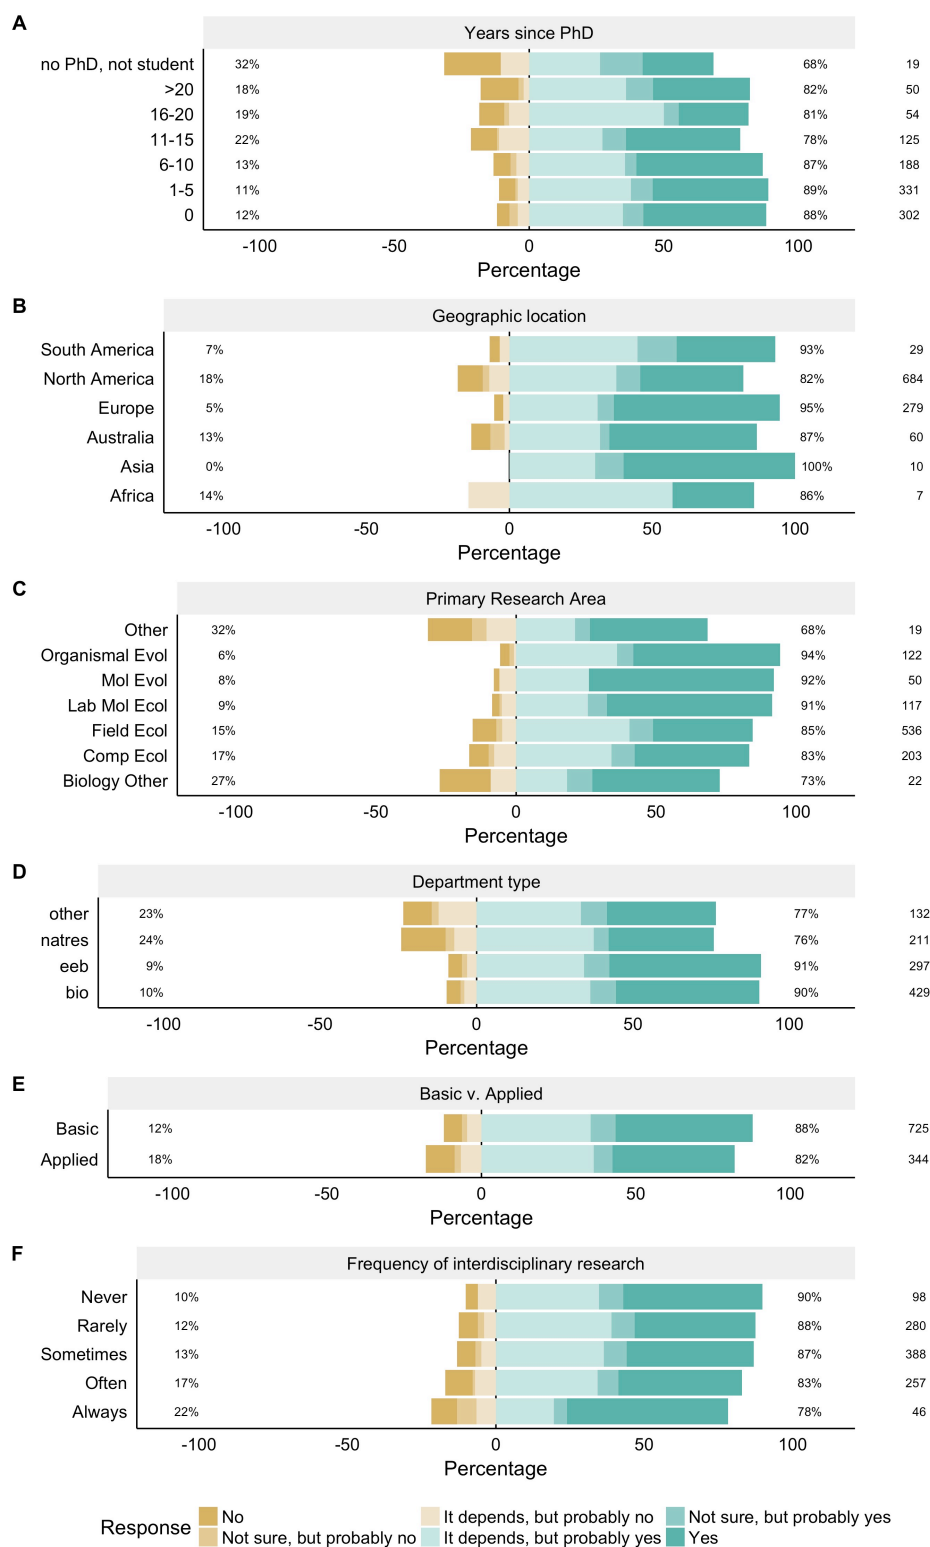 A
Years since PhD
no PhD, not student 32% 68% 19
>20 18% 82% 50
16-20 19% 81% 54
11-15 22% 78% 125
6-10 13% 87% 188
1-5 11% 89% 331
0 12% 88% 302
-100 -50 0 50 100
Percentage
B
Geographic location
South America 7% 93% 29
North America 18% 82% 684
Europe 5% 95% 279
Australia 13% 87% 60
Asia 0% 100% 10
Africa 14% 86% 7
-100 -50 0 50 100
Percentage
C
Primary Research Area
Other 32% 68% 19
Organismal Evol 6% 94% 122
Mol Evol 8% 92% 50
Lab Mol Ecol 9% 91% 117
Field Ecol 15% 85% 536
Comp Ecol 17% 83% 203
Biology Other 27% 73% 22
-100 -50 0 50 100
Percentage
D
Department type
other 23% 77% 132
natres 24% 76% 211
eeb 9% 91% 297
bio 10% 90% 429
-100 -50 0 50 100
Percentage
E
Basic v. Applied
Basic 12% 88% 725
Applied 18% 82% 344
-100 -50 0 50 100
Percentage
F
Frequency of interdisciplinary research
Never 10% 90% 98
Rarely 12% 88% 280
Sometimes 13% 87% 388
Often 17% 83% 257
Always 22% 78% 46
-100 -50 0 50 100
Percentage
Response
No It depends, but probably no Not sure, but probably yes
Not sure, but probably no It depends, but probably yes Yes